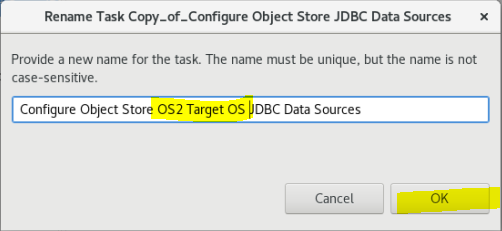 Rename Task Copy_of_Configure Object Store JDBC Data Sources
×
Provide a new name for the task. The name must be unique, but the name is not
case-sensitive.
Configure Object Store OS2 Target OS JDBC Data Sources
Cancel
OK